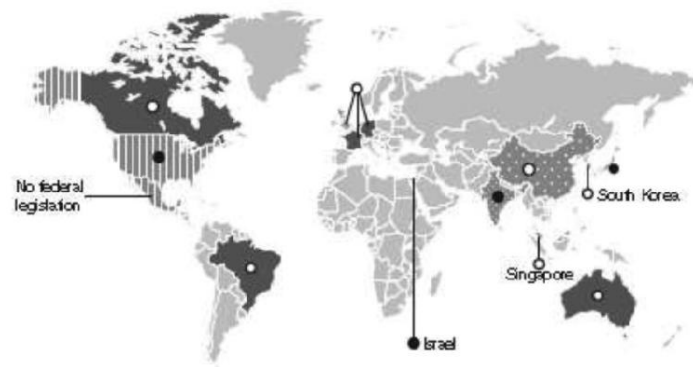 No federal
legislation
South Korea
Singapore
Israel